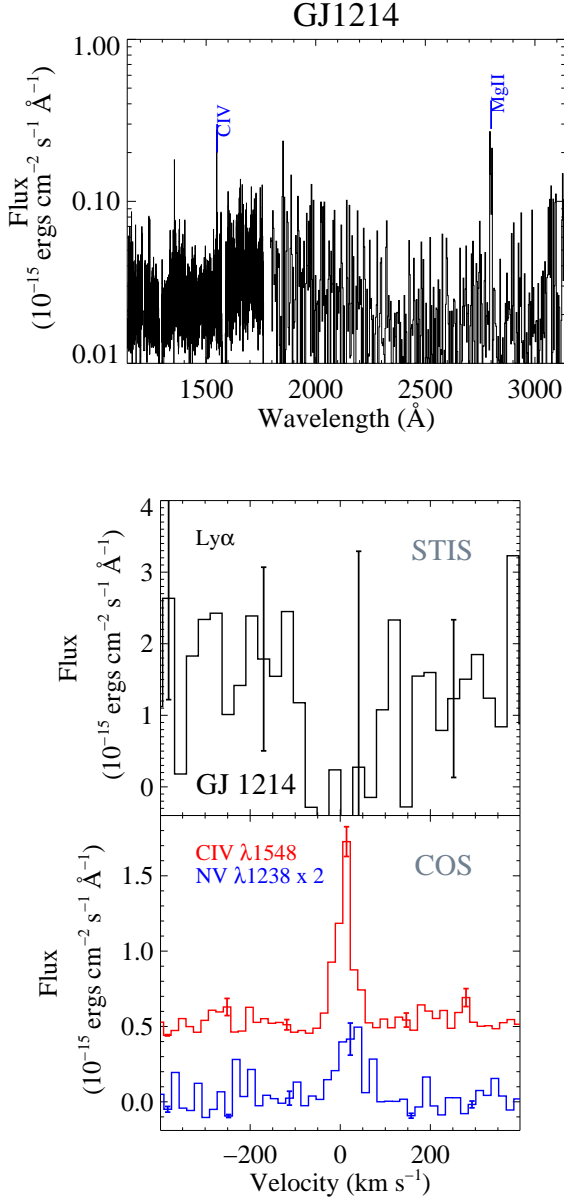 GJ1214
1.00
0.10
0.01
Flux
(10⁻¹⁵ ergs cm⁻² s⁻¹ Å⁻¹)
CIV
MgII
1500 2000 2500 3000
Wavelength (Å)
4
3
2
1
0
Flux
(10⁻¹⁵ ergs cm⁻² s⁻¹ Å⁻¹)
Lyα
STIS
GJ 1214
1.5
1.0
0.5
0.0
Flux
(10⁻¹⁵ ergs cm⁻² s⁻¹ Å⁻¹)
CIV λ1548
NV λ1238 x 2
COS
−200 0 200
Velocity (km s⁻¹)